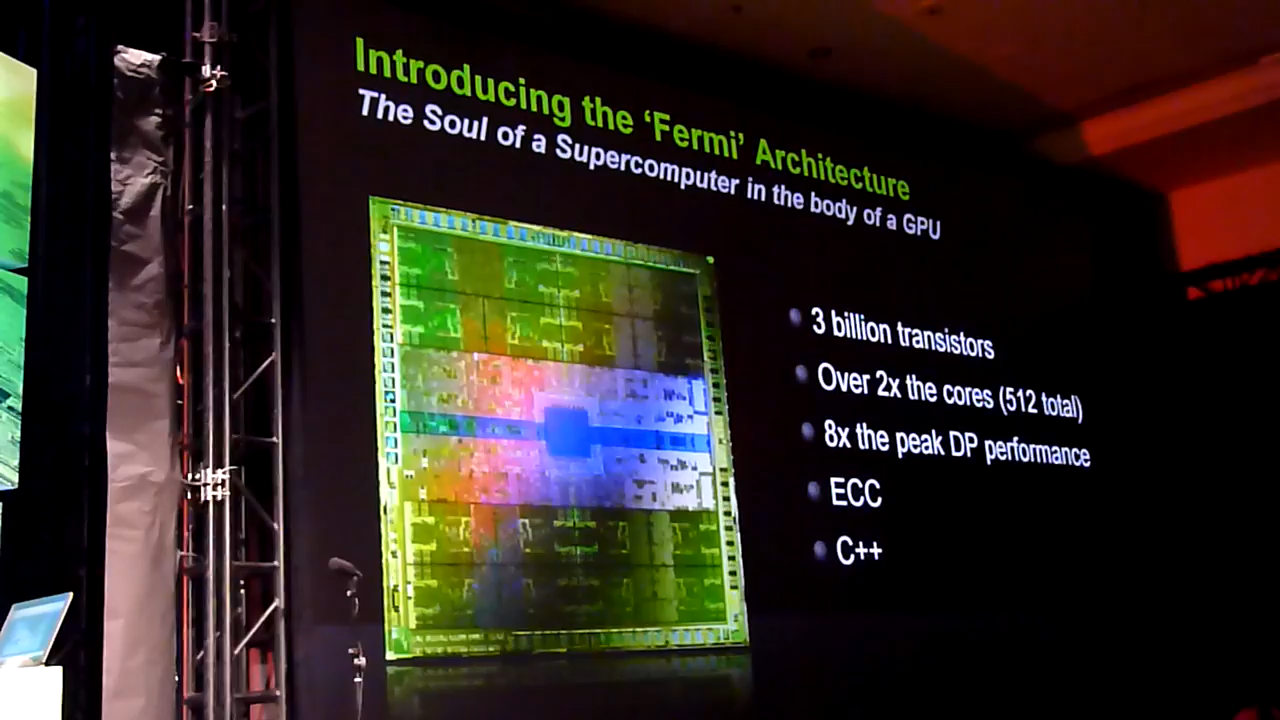 Introducing the ‘Fermi’ Architecture
The Soul of a Supercomputer in the body of a GPU
3 billion transistors
Over 2x the cores (512 total)
8x the peak DP performance
ECC
C++